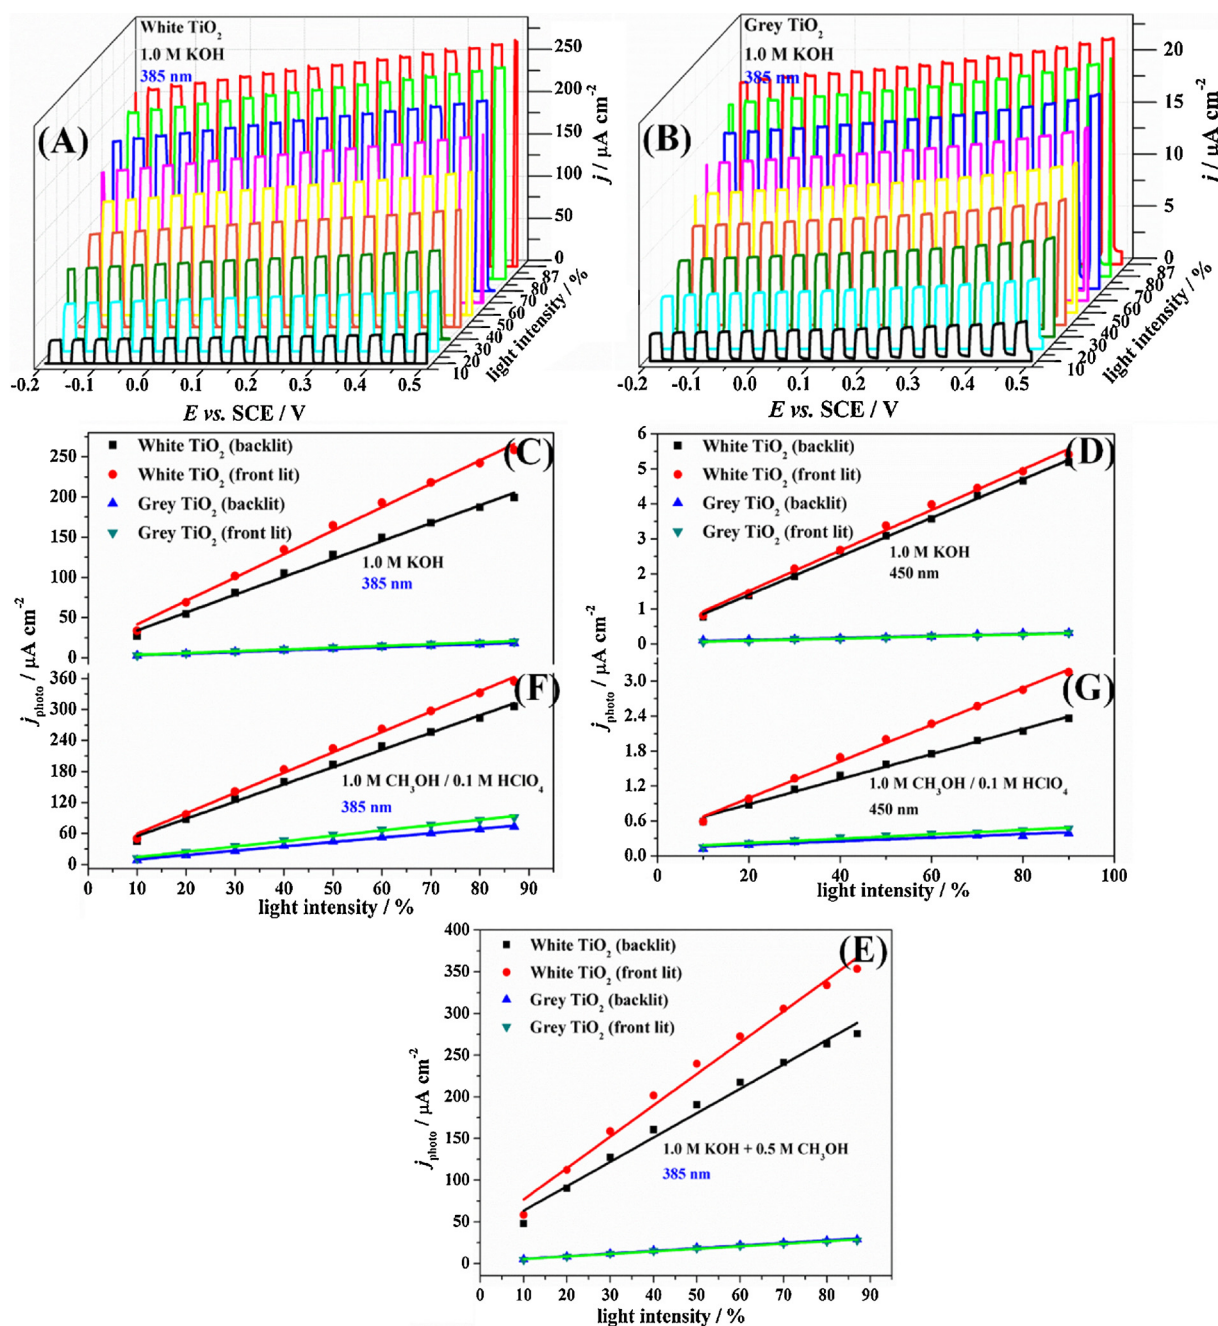 White TiO2
1.0 M KOH
385 nm
(A)
250
200
150
100
50
0
j / μA cm-2
87
80
70
60
50
40
30
20
10
light intensity / %
-0.2 -0.1 0.0 0.1 0.2 0.3 0.4 0.5
E vs. SCE / V
Grey TiO2
1.0 M KOH
385 nm
(B)
20
15
10
5
0
j / μA cm-2
87
80
70
60
50
40
30
20
10
light intensity / %
-0.2 -0.1 0.0 0.1 0.2 0.3 0.4 0.5
E vs. SCE / V
(C)
White TiO2 (backlit)
White TiO2 (front lit)
Grey TiO2 (backlit)
Grey TiO2 (front lit)
1.0 M KOH
385 nm
250
200
150
100
50
0
jphoto / μA cm-2
(F)
1.0 M CH3OH / 0.1 M HClO4
385 nm
360
300
240
180
120
60
0
0 10 20 30 40 50 60 70 80 90
light intensity / %
(D)
White TiO2 (backlit)
White TiO2 (front lit)
Grey TiO2 (backlit)
Grey TiO2 (front lit)
1.0 M KOH
450 nm
6
5
4
3
2
1
0
jphoto / μA cm-2
(G)
1.0 M CH3OH / 0.1 M HClO4
450 nm
3.0
2.4
1.8
1.2
0.6
0.0
0 20 40 60 80 100
light intensity / %
(E)
White TiO2 (backlit)
White TiO2 (front lit)
Grey TiO2 (backlit)
Grey TiO2 (front lit)
1.0 M KOH + 0.5 M CH3OH
385 nm
400
350
300
250
200
150
100
50
0
jphoto / μA cm-2
0 10 20 30 40 50 60 70 80 90
light intensity / %